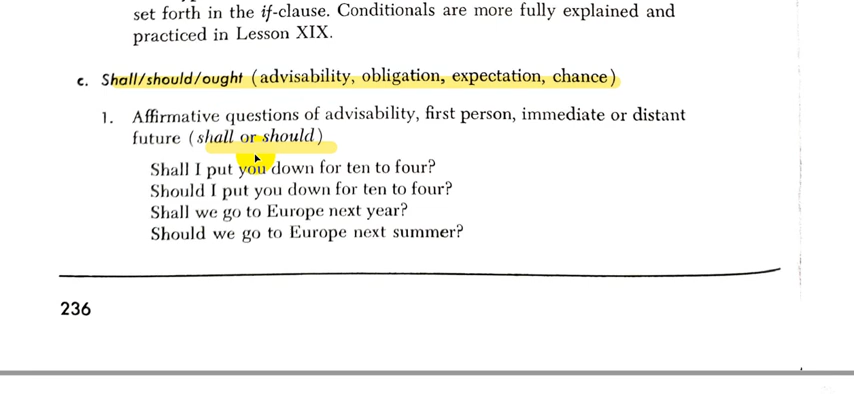 set forth in the if-clause. Conditionals are more fully explained and
practiced in Lesson XIX.
c. Shall/should/ought (advisability, obligation, expectation, chance)
1. Affirmative questions of advisability, first person, immediate or distant
future (shall or should)
Shall I put you down for ten to four?
Should I put you down for ten to four?
Shall we go to Europe next year?
Should we go to Europe next summer?
236